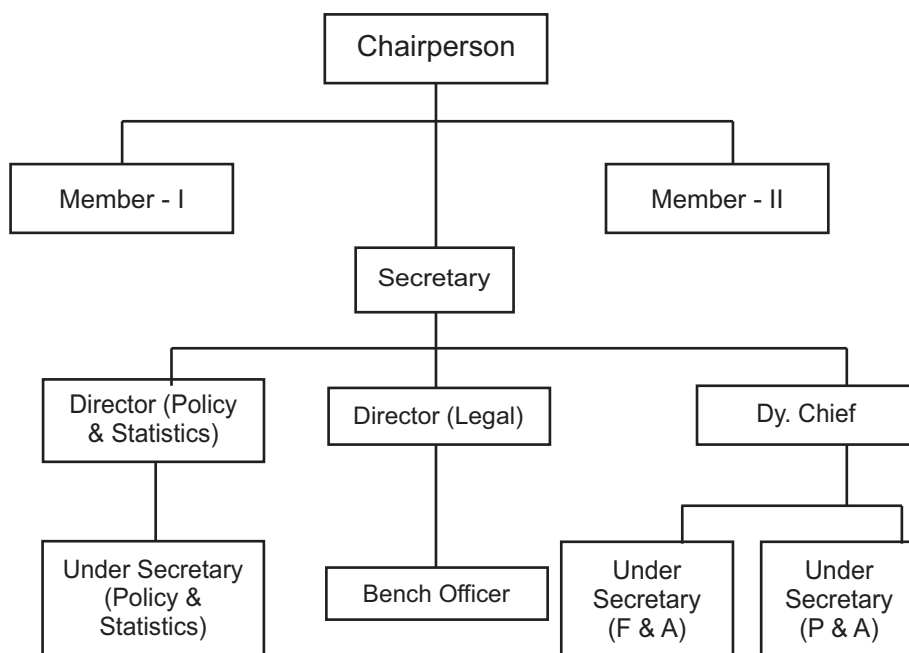 Chairperson
Member - I
Member - II
Secretary
Director (Policy
& Statistics)
Director (Legal)
Dy. Chief
Under Secretary
(Policy &
Statistics)
Bench Officer
Under
Secretary
(F & A)
Under
Secretary
(P & A)